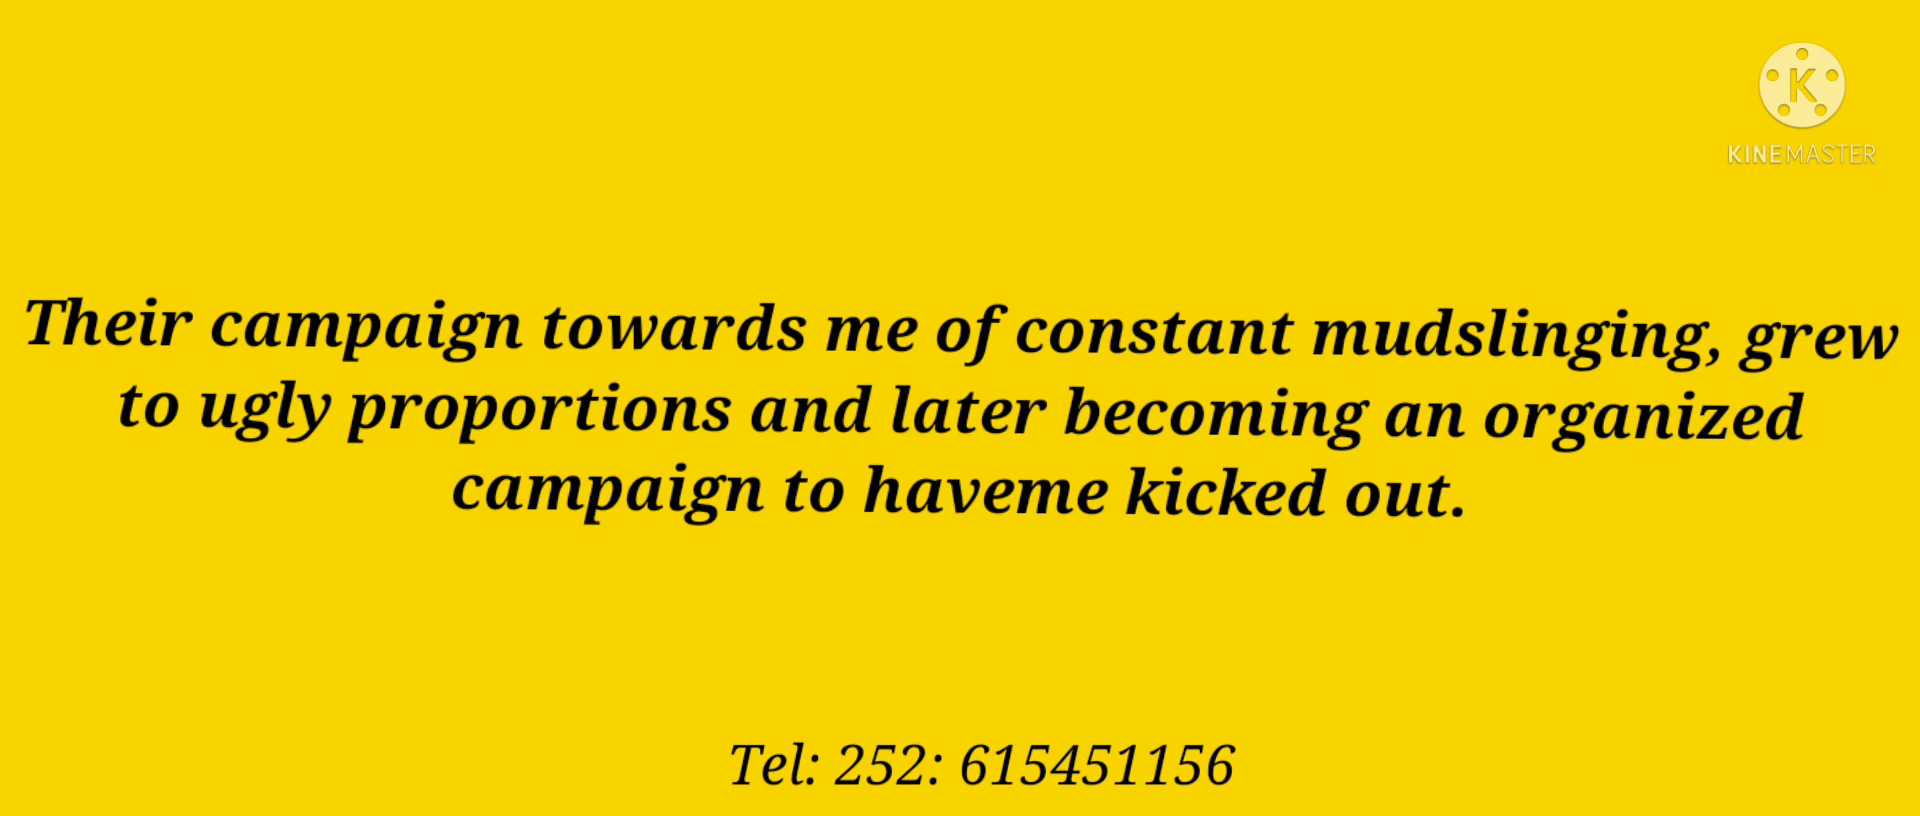 KINEMASTER
Their campaign towards me of constant mudslinging, grew
to ugly proportions and later becoming an organized
campaign to haveme kicked out.
Tel: 252: 615451156